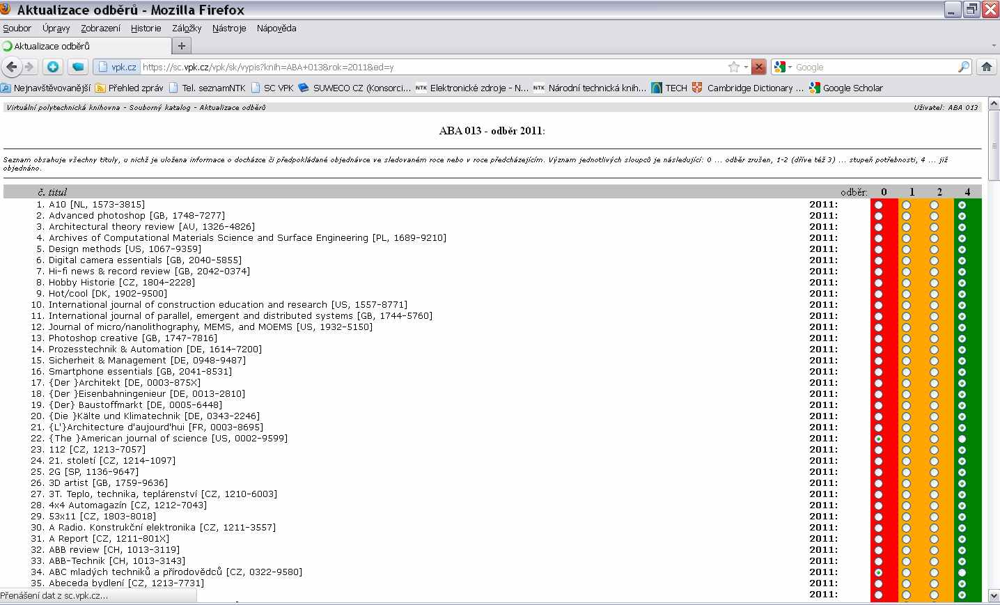 Aktualizace odběrů - Mozilla Firefox
Soubor Úpravy Zobrazení Historie Záložky Nástroje Nápověda
Aktualizace odběrů
vpk.cz https://sc.vpk.cz/vpk/sk/vypis?knih=ABA+013&rok=2011&ed=y Google
Nejnavštěvovanější Přehled zpráv Tel. seznamNTK SC VPK SUWECO CZ (Konsorci... NTK Elektronické zdroje - N... NTK Národní technická knih... TECH Cambridge Dictionary ... Google Scholar
Virtuální polytechnická knihovna - Souborný katalog - Aktualizace odběrů Uživatel: ABA 013
ABA 013 - odběr 2011:
Seznam obsahuje všechny tituly, u nichž je uložena informace o docházce či předpokládané objednávce ve sledovaném roce nebo v roce předcházejícím. Význam jednotlivých sloupců je následující: 0 ... odběr zrušen, 1-2 (dříve též 3) ... stupeň potřebnosti, 4 ... již
objednáno.
č. titul odběr: 0 1 2 4
1. A10 [NL, 1573-3815] 2011:
2. Advanced photoshop [GB, 1748-7277] 2011:
3. Architectural theory review [AU, 1326-4826] 2011:
4. Archives of Computational Materials Science and Surface Engineering [PL, 1689-9210] 2011:
5. Design methods [US, 1067-9359] 2011:
6. Digital camera essentials [GB, 2040-5855] 2011:
7. Hi-fi news & record review [GB, 2042-0374] 2011:
8. Hobby Historie [CZ, 1804-2228] 2011:
9. Hot/cool [DK, 1902-9500] 2011:
10. International journal of construction education and research [US, 1557-8771] 2011:
11. International journal of parallel, emergent and distributed systems [GB, 1744-5760] 2011:
12. Journal of micro/nanolithography, MEMS, and MOEMS [US, 1932-5150] 2011:
13. Photoshop creative [GB, 1747-7816] 2011:
14. Prozesstechnik & Automation [DE, 1614-7200] 2011:
15. Sicherheit & Management [DE, 0948-9487] 2011:
16. Smartphone essentials [GB, 2041-8531] 2011:
17. {Der }Architekt [DE, 0003-875X] 2011:
18. {Der }Eisenbahningenieur [DE, 0013-2810] 2011:
19. {Der} Baustoffmarkt [DE, 0005-6448] 2011:
20. {Die }Kälte und Klimatechnik [DE, 0343-2246] 2011:
21. {L'}Architecture d'aujourd'hui [FR, 0003-8695] 2011:
22. {The }American journal of science [US, 0002-9599] 2011:
23. 112 [CZ, 1213-7057] 2011:
24. 21. století [CZ, 1214-1097] 2011:
25. 2G [SP, 1136-9647] 2011:
26. 3D artist [GB, 1759-9636] 2011:
27. 3T. Teplo, technika, teplárenství [CZ, 1210-6003] 2011:
28. 4x4 Automagazín [CZ, 1212-7043] 2011:
29. 53x11 [CZ, 1803-8018] 2011:
30. A Radio. Konstrukční elektronika [CZ, 1211-3557] 2011:
31. A Report [CZ, 1211-801X] 2011:
32. ABB review [CH, 1013-3119] 2011:
33. ABB-Technik [CH, 1013-3143] 2011:
34. ABC mladých techniků a přírodovědců [CZ, 0322-9580] 2011:
35. Abeceda bydlení [CZ, 1213-7731] 2011:
Přenášení dat z sc.vpk.cz... 2011: